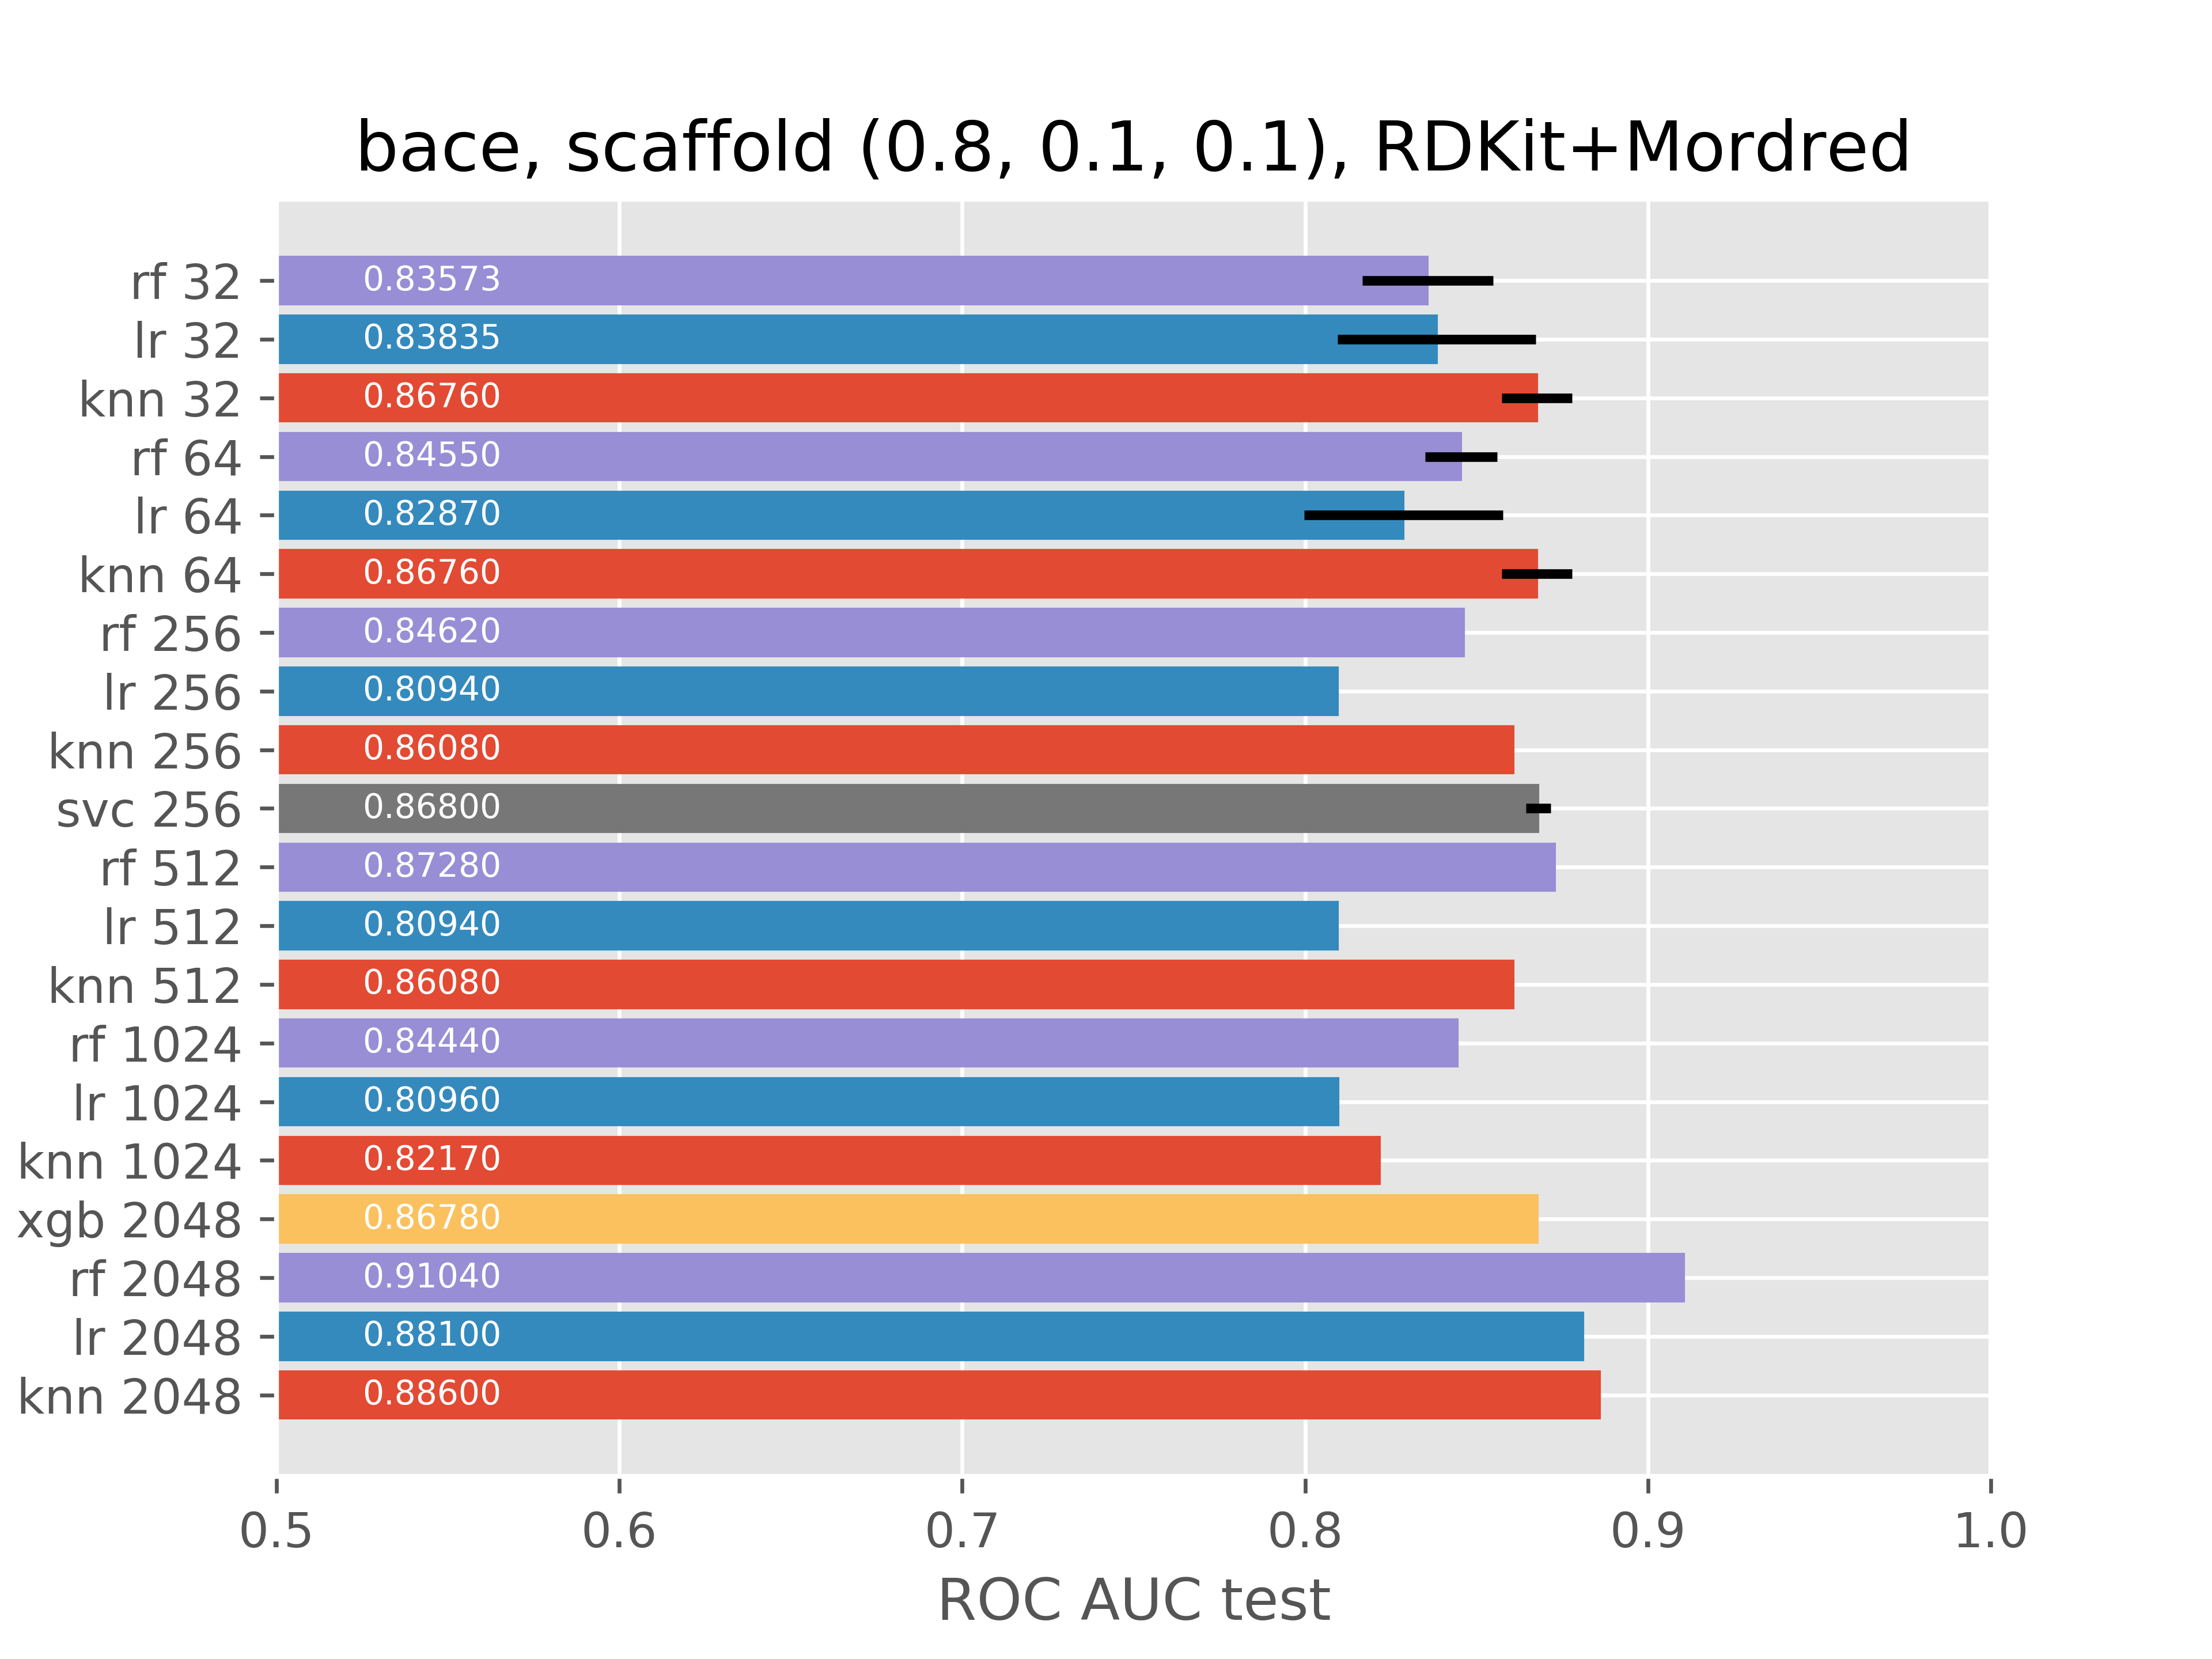 bace, scaffold (0.8, 0.1, 0.1), RDKit+Mordred
rf 32 0.83573
lr 32 0.83835
knn 32 0.86760
rf 64 0.84550
lr 64 0.82870
knn 64 0.86760
rf 256 0.84620
lr 256 0.80940
knn 256 0.86080
svc 256 0.86800
rf 512 0.87280
lr 512 0.80940
knn 512 0.86080
rf 1024 0.84440
lr 1024 0.80960
knn 1024 0.82170
xgb 2048 0.86780
rf 2048 0.91040
lr 2048 0.88100
knn 2048 0.88600
0.5 0.6 0.7 0.8 0.9 1.0
ROC AUC test